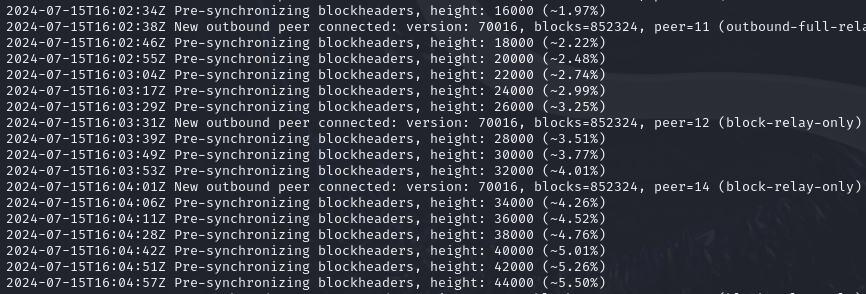 2024-07-15T16:02:34Z Pre-synchronizing blockheaders, height: 16000 (~1.97%)
2024-07-15T16:02:38Z New outbound peer connected: version: 70016, blocks=852324, peer=11 (outbound-full-rela
2024-07-15T16:02:46Z Pre-synchronizing blockheaders, height: 18000 (~2.22%)
2024-07-15T16:02:55Z Pre-synchronizing blockheaders, height: 20000 (~2.48%)
2024-07-15T16:03:04Z Pre-synchronizing blockheaders, height: 22000 (~2.74%)
2024-07-15T16:03:17Z Pre-synchronizing blockheaders, height: 24000 (~2.99%)
2024-07-15T16:03:29Z Pre-synchronizing blockheaders, height: 26000 (~3.25%)
2024-07-15T16:03:31Z New outbound peer connected: version: 70016, blocks=852324, peer=12 (block-relay-only)
2024-07-15T16:03:39Z Pre-synchronizing blockheaders, height: 28000 (~3.51%)
2024-07-15T16:03:49Z Pre-synchronizing blockheaders, height: 30000 (~3.77%)
2024-07-15T16:03:53Z Pre-synchronizing blockheaders, height: 32000 (~4.01%)
2024-07-15T16:04:01Z New outbound peer connected: version: 70016, blocks=852324, peer=14 (block-relay-only)
2024-07-15T16:04:06Z Pre-synchronizing blockheaders, height: 34000 (~4.26%)
2024-07-15T16:04:11Z Pre-synchronizing blockheaders, height: 36000 (~4.52%)
2024-07-15T16:04:28Z Pre-synchronizing blockheaders, height: 38000 (~4.76%)
2024-07-15T16:04:42Z Pre-synchronizing blockheaders, height: 40000 (~5.01%)
2024-07-15T16:04:51Z Pre-synchronizing blockheaders, height: 42000 (~5.26%)
2024-07-15T16:04:57Z Pre-synchronizing blockheaders, height: 44000 (~5.50%)